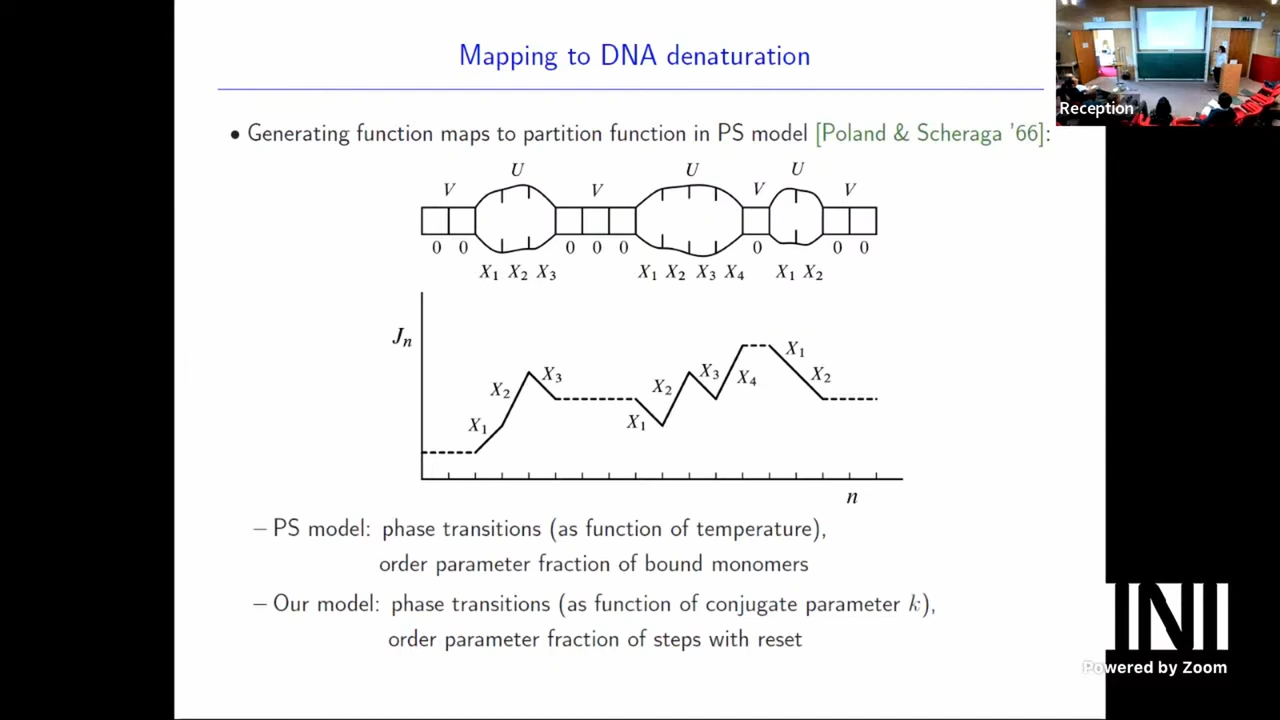 Mapping to DNA denaturation
Reception
• Generating function maps to partition function in PS model [Poland & Scheraga '66]:
U U U
V V V V
0 0 0 0 0 0 0 0
X₁ X₂ X₃ X₁ X₂ X₃ X₄ X₁ X₂
Jₙ
X₁ X₂ X₃ X₁ X₂ X₃ X₄ X₁ X₂
n
– PS model: phase transitions (as function of temperature),
order parameter fraction of bound monomers
– Our model: phase transitions (as function of conjugate parameter k),
order parameter fraction of steps with reset
INI
Powered by Zoom